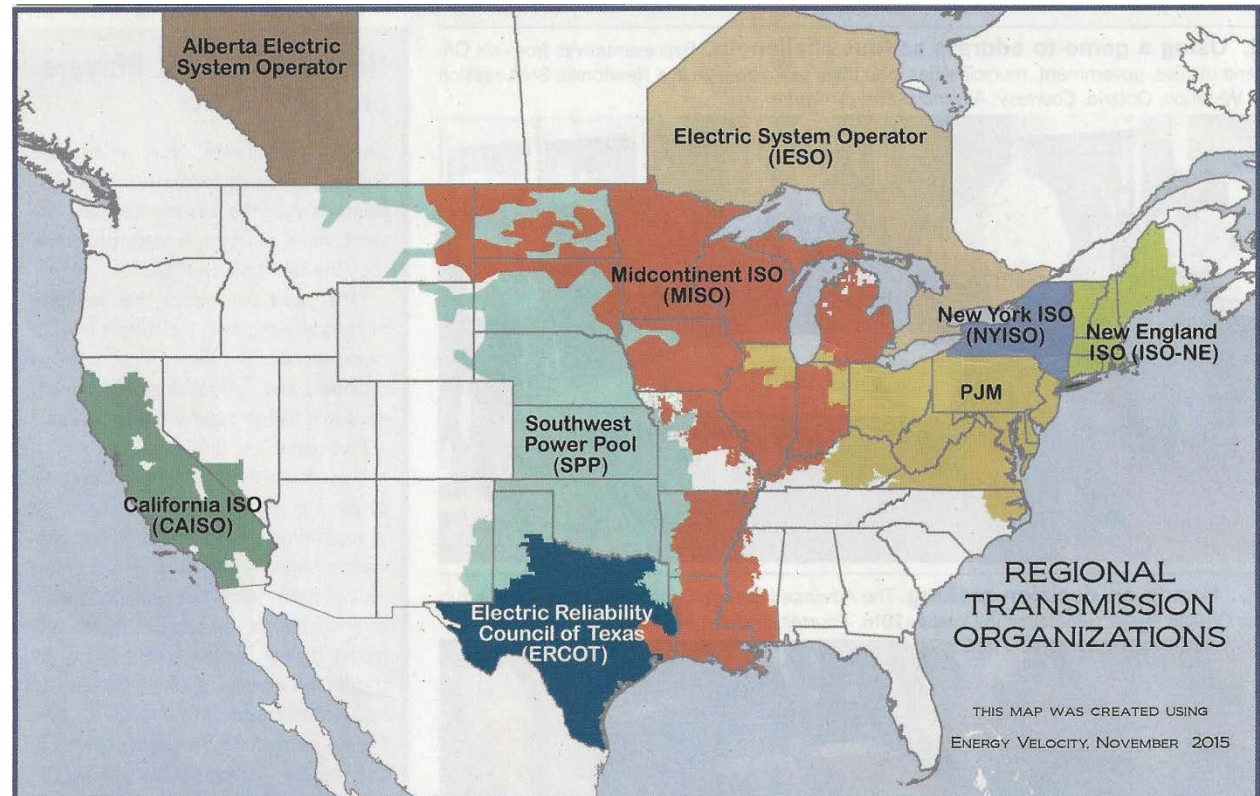 Alberta Electric
System Operator
Electric System Operator
(IESO)
Midcontinent ISO
(MISO)
New York ISO
(NYISO)
New England
ISO (ISO-NE)
PJM
Southwest
Power Pool
(SPP)
California ISO
(CAISO)
Electric Reliability
Council of Texas
(ERCOT)
REGIONAL
TRANSMISSION
ORGANIZATIONS
THIS MAP WAS CREATED USING
ENERGY VELOCITY, NOVEMBER 2015